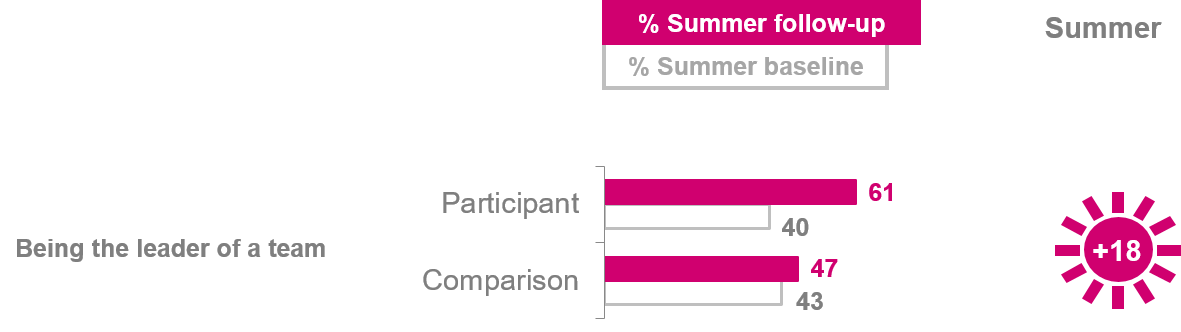 % Summer follow-up
Summer
% Summer baseline
Participant
61
40
Being the leader of a team
+18
Comparison
47
43